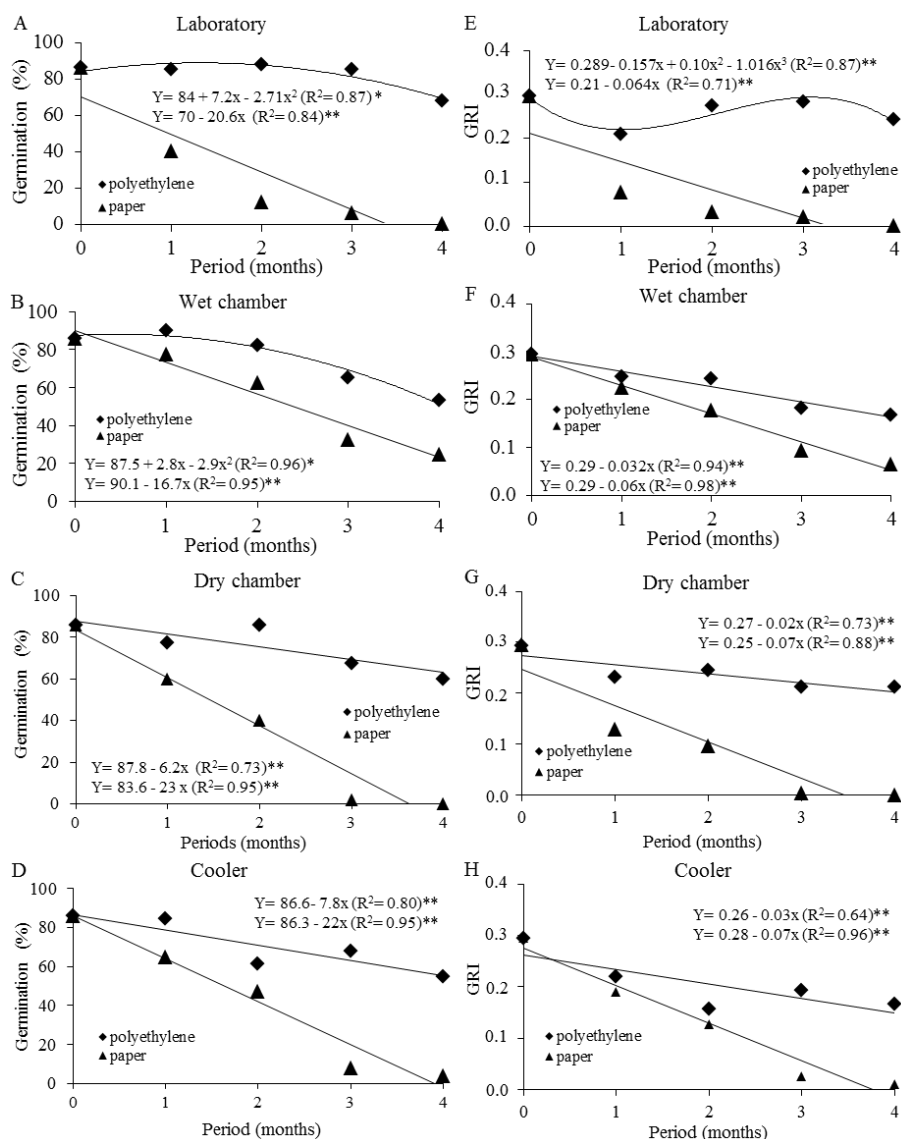 A
Laboratory
Germination (%)
100
80
60
40
20
0
Y= 84 + 7.2x - 2.71x² (R²= 0.87) *
Y= 70 - 20.6x (R²= 0.84)**
polyethylene
paper
0 1 2 3 4
Period (months)
E
Laboratory
GRI
0.4
0.3
0.2
0.1
0.0
Y= 0.289- 0.157x + 0.10x² - 1.016x³ (R²= 0.87)**
Y= 0.21 - 0.064x (R²= 0.71)**
polyethylene
paper
0 1 2 3 4
Period (months)
B
Wet chamber
Germination (%)
100
80
60
40
20
0
polyethylene
paper
Y= 87.5 + 2.8x - 2.9x² (R²= 0.96)*
Y= 90.1 - 16.7x (R²= 0.95)**
0 1 2 3 4
Period (months)
F
Wet chamber
GRI
0.4
0.3
0.2
0.1
0.0
polyethylene
paper
Y= 0.29 - 0.032x (R²= 0.94)**
Y= 0.29 - 0.06x (R²= 0.98)**
0 1 2 3 4
Period (months)
C
Dry chamber
Germination (%)
100
80
60
40
20
0
polyethylene
paper
Y= 87.8 - 6.2x (R²= 0.73)**
Y= 83.6 - 23 x (R²= 0.95)**
0 1 2 3 4
Periods (months)
G
Dry chamber
GRI
0.4
0.3
0.2
0.1
0.0
Y= 0.27 - 0.02x (R²= 0.73)**
Y= 0.25 - 0.07x (R²= 0.88)**
polyethylene
paper
0 1 2 3 4
Period (months)
D
Cooler
Germination (%)
100
80
60
40
20
0
Y= 86.6- 7.8x (R²= 0.80)**
Y= 86.3 - 22x (R²= 0.95)**
polyethylene
paper
0 1 2 3 4
Period (months)
H
Cooler
GRI
0.4
0.3
0.2
0.1
0.0
Y= 0.26 - 0.03x (R²= 0.64)**
Y= 0.28 - 0.07x (R²= 0.96)**
polyethylene
paper
0 1 2 3 4
Period (months)